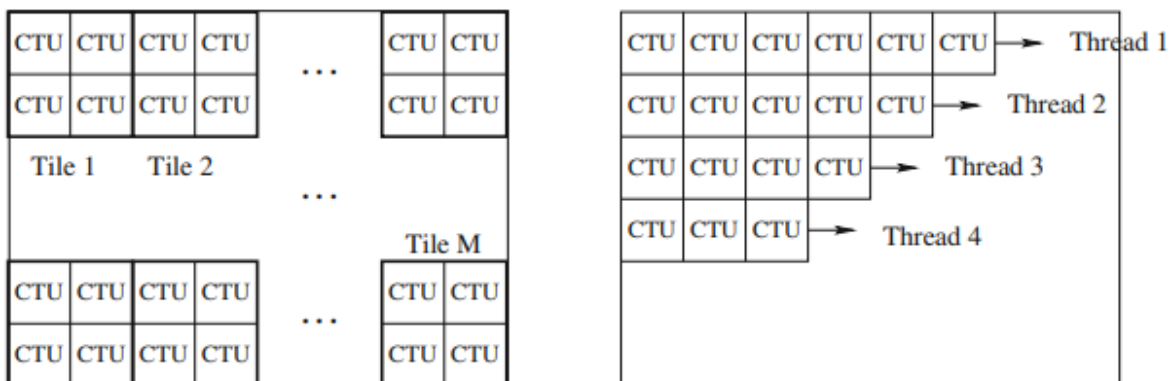 CTU CTU CTU CTU ... CTU CTU
CTU CTU CTU CTU CTU CTU
Tile 1 Tile 2
...
Tile M
CTU CTU CTU CTU ... CTU CTU
CTU CTU CTU CTU CTU CTU
CTU CTU CTU CTU CTU CTU Thread 1
CTU CTU CTU CTU CTU Thread 2
CTU CTU CTU CTU Thread 3
CTU CTU CTU Thread 4